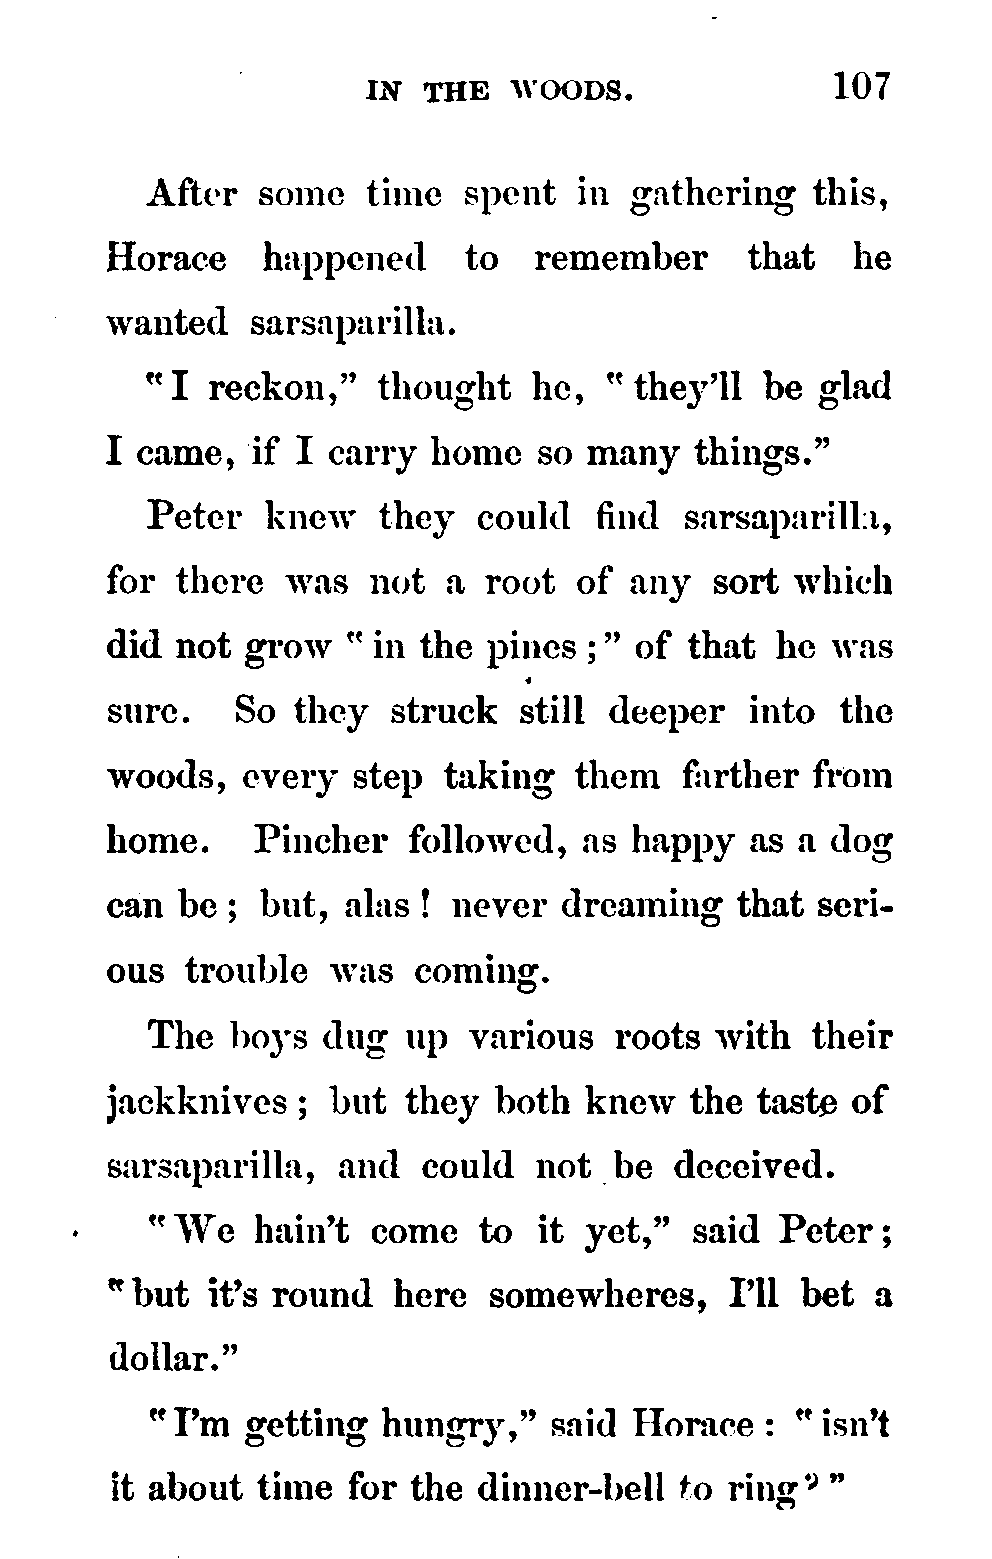 IN THE WOODS. 107
After some time spent in gathering this,
Horace happened to remember that he
wanted sarsaparilla.
"I reckon," thought he, "they'll be glad
I came, if I carry home so many things."
Peter knew they could find sarsaparilla,
for there was not a root of any sort which
did not grow "in the pines;" of that he was
sure. So they struck still deeper into the
woods, every step taking them farther from
home. Pincher followed, as happy as a dog
can be; but, alas! never dreaming that seri-
ous trouble was coming.
The boys dug up various roots with their
jackknives; but they both knew the taste of
sarsaparilla, and could not be deceived.
"We hain't come to it yet," said Peter;
"but it's round here somewheres, I'll bet a
dollar."
"I'm getting hungry," said Horace: "isn't
it about time for the dinner-bell to ring?"